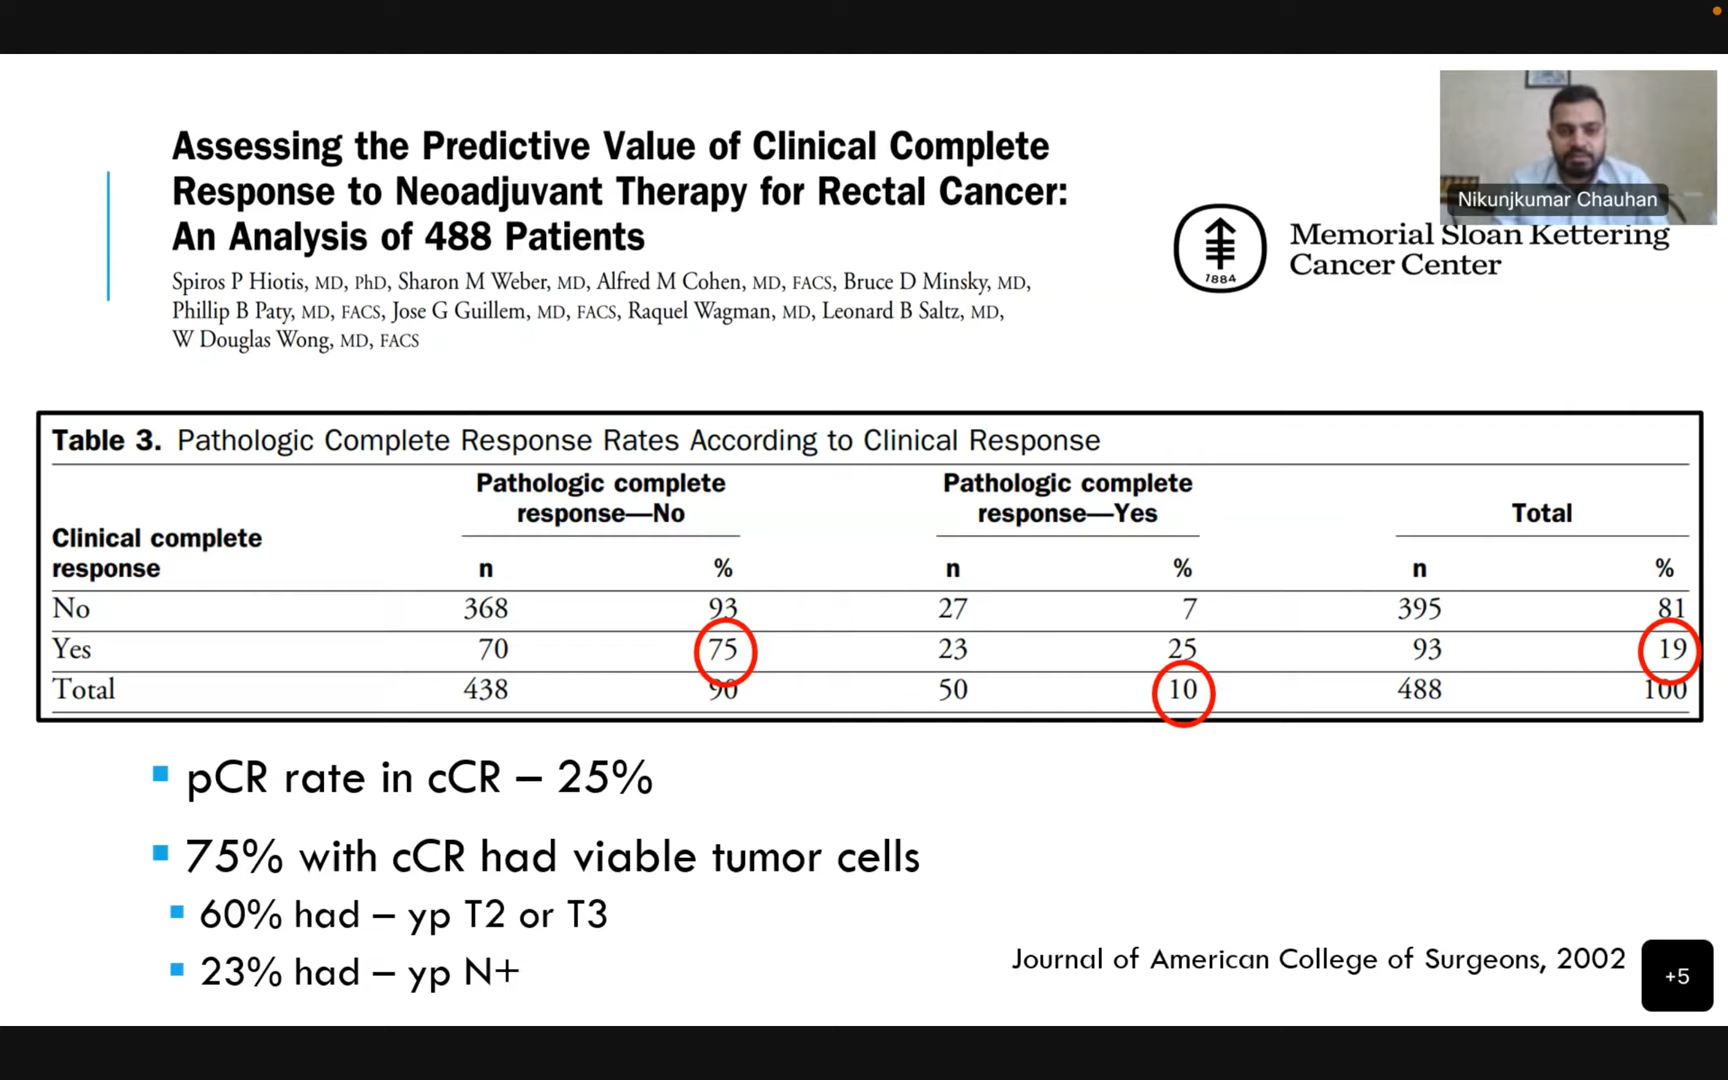 Nikunjkumar Chauhan
Assessing the Predictive Value of Clinical Complete
Response to Neoadjuvant Therapy for Rectal Cancer:
An Analysis of 488 Patients
Spiros P Hiotis, MD, PhD, Sharon M Weber, MD, Alfred M Cohen, MD, FACS, Bruce D Minsky, MD,
Phillip B Paty, MD, FACS, Jose G Guillem, MD, FACS, Raquel Wagman, MD, Leonard B Saltz, MD,
W Douglas Wong, MD, FACS
1884
Memorial Sloan Kettering
Cancer Center
Table 3. Pathologic Complete Response Rates According to Clinical Response
Clinical complete
response
Pathologic complete
response—No
Pathologic complete
response—Yes
Total
n % n % n %
No 368 93 27 7 395 81
Yes 70 75 23 25 93 19
Total 438 90 50 10 488 100
pCR rate in cCR – 25%
75% with cCR had viable tumor cells
60% had – yp T2 or T3
23% had – yp N+
Journal of American College of Surgeons, 2002
+5